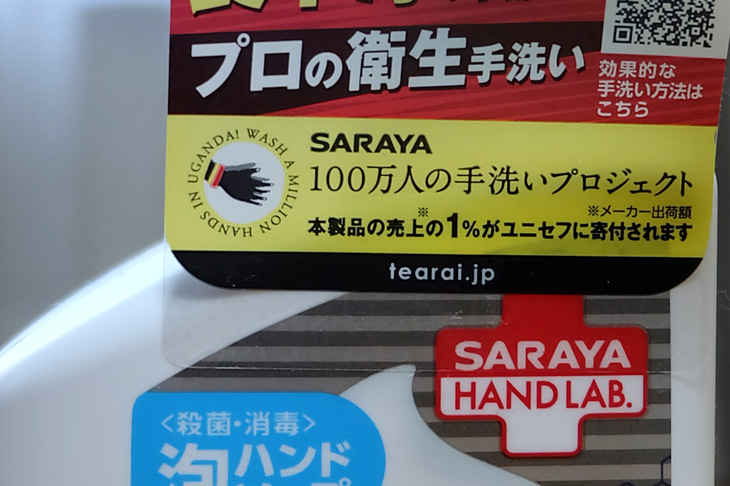 プロの衛生手洗い
効果的な
手洗い方法は
こちら
WASH A MILLION HANDS IN UGANDA!
SARAYA
100万人の手洗いプロジェクト
※ ※メーカー出荷額
本製品の売上の1%がユニセフに寄付されます
tearai.jp
SARAYA
HAND LAB.
<殺菌・消毒>
泡ハンド